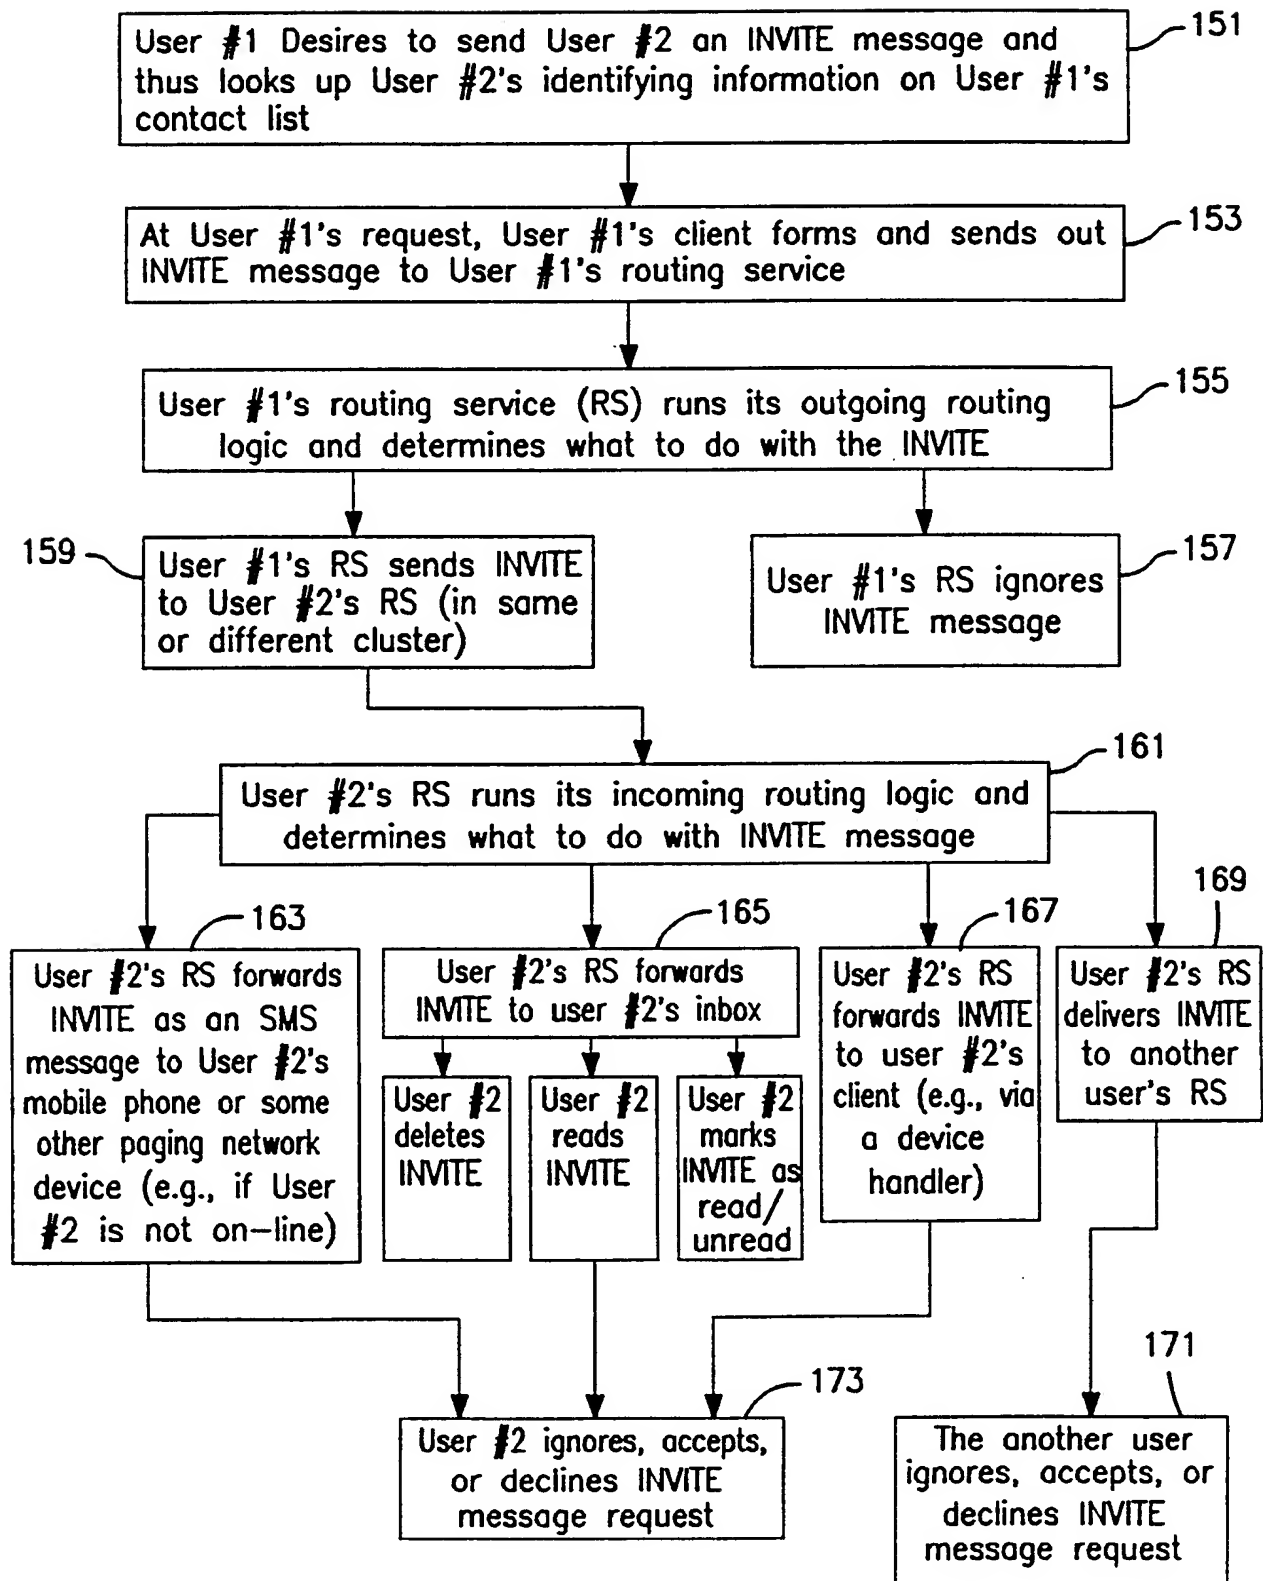 User #1 Desires to send User #2 an INVITE message and
thus looks up User #2's identifying information on User #1's
contact list
151
At User #1's request, User #1's client forms and sends out
INVITE message to User #1's routing service
153
User #1's routing service (RS) runs its outgoing routing
logic and determines what to do with the INVITE
155
159
User #1's RS sends INVITE
to User #2's RS (in same
or different cluster)
157
User #1's RS ignores
INVITE message
161
User #2's RS runs its incoming routing logic and
determines what to do with INVITE message
163
User #2's RS forwards
INVITE as an SMS
message to User #2's
mobile phone or some
other paging network
device (e.g., if User
#2 is not on-line)
165
User #2's RS forwards
INVITE to user #2's inbox
User #2
deletes
INVITE
User #2
reads
INVITE
User #2
marks
INVITE as
read/
unread
167
User #2's RS
forwards INVITE
to user #2's
client (e.g., via
a device
handler)
169
User #2's RS
delivers INVITE
to another
user's RS
173
User #2 ignores, accepts,
or declines INVITE
message request
171
The another user
ignores, accepts, or
declines INVITE
message request